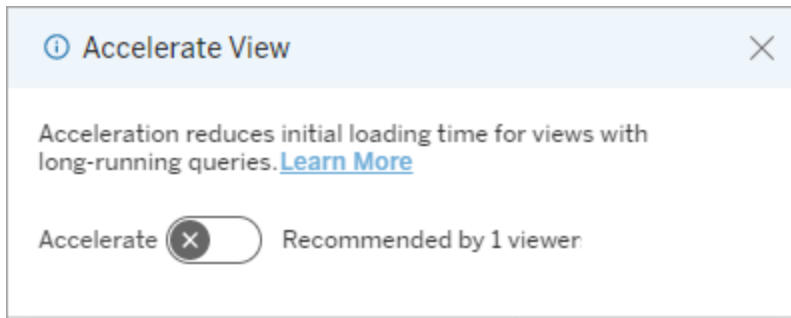 Accelerate View
Acceleration reduces initial loading time for views with
long-running queries. Learn More
Accelerate Recommended by 1 viewer